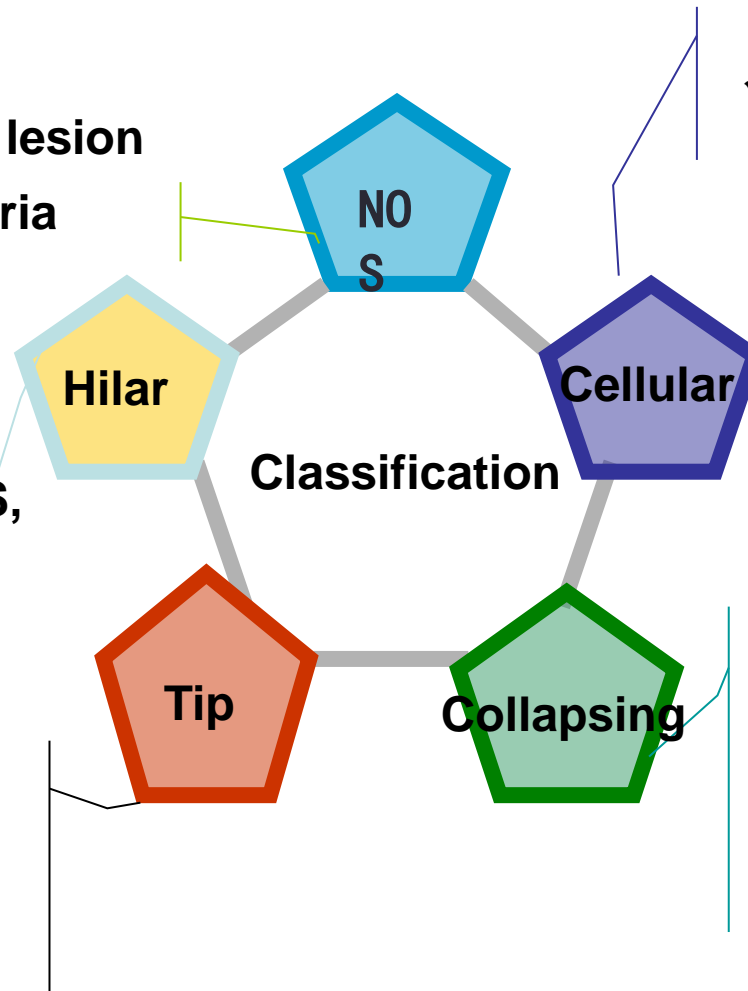 lesion
ria
NO
S
Hilar
Cellular
Classification
S,
Tip
Collapsing